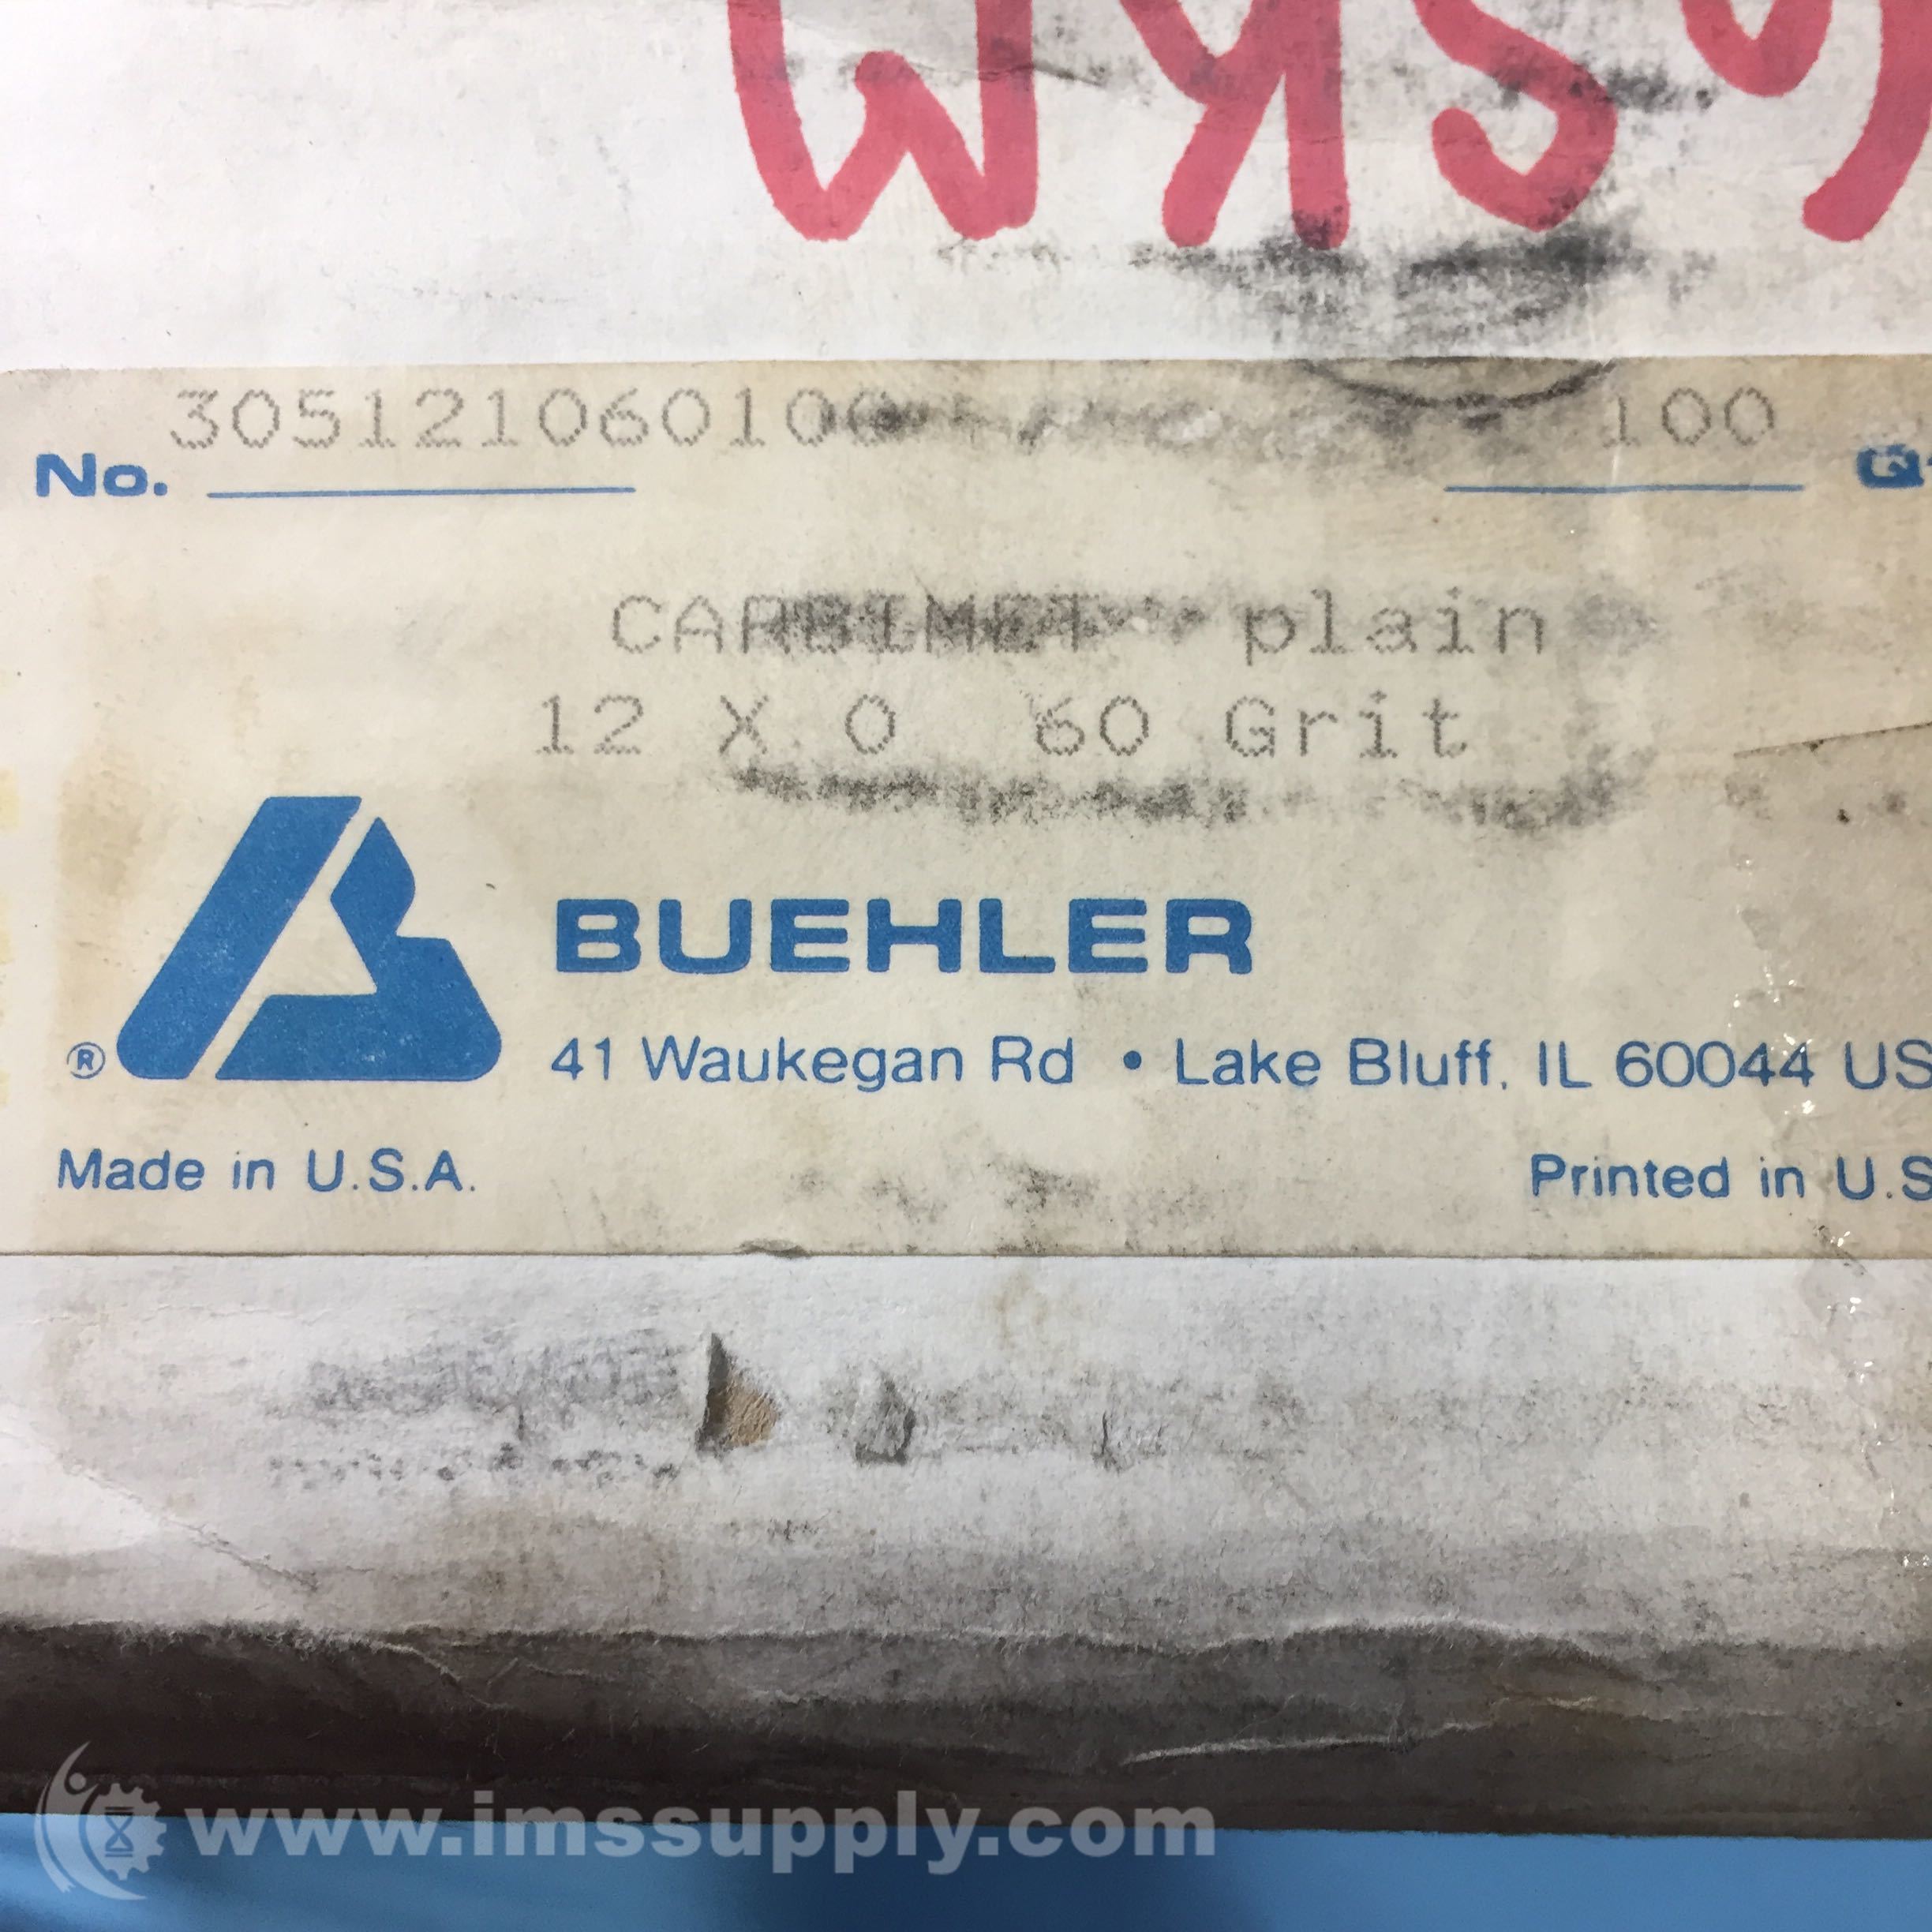 305121060100 100
No. Q
CARBIMET plain
12 X 0 60 Grit
BUEHLER
® 41 Waukegan Rd • Lake Bluff, IL 60044 US
Made in U.S.A. Printed in U.S
www.imssupply.com